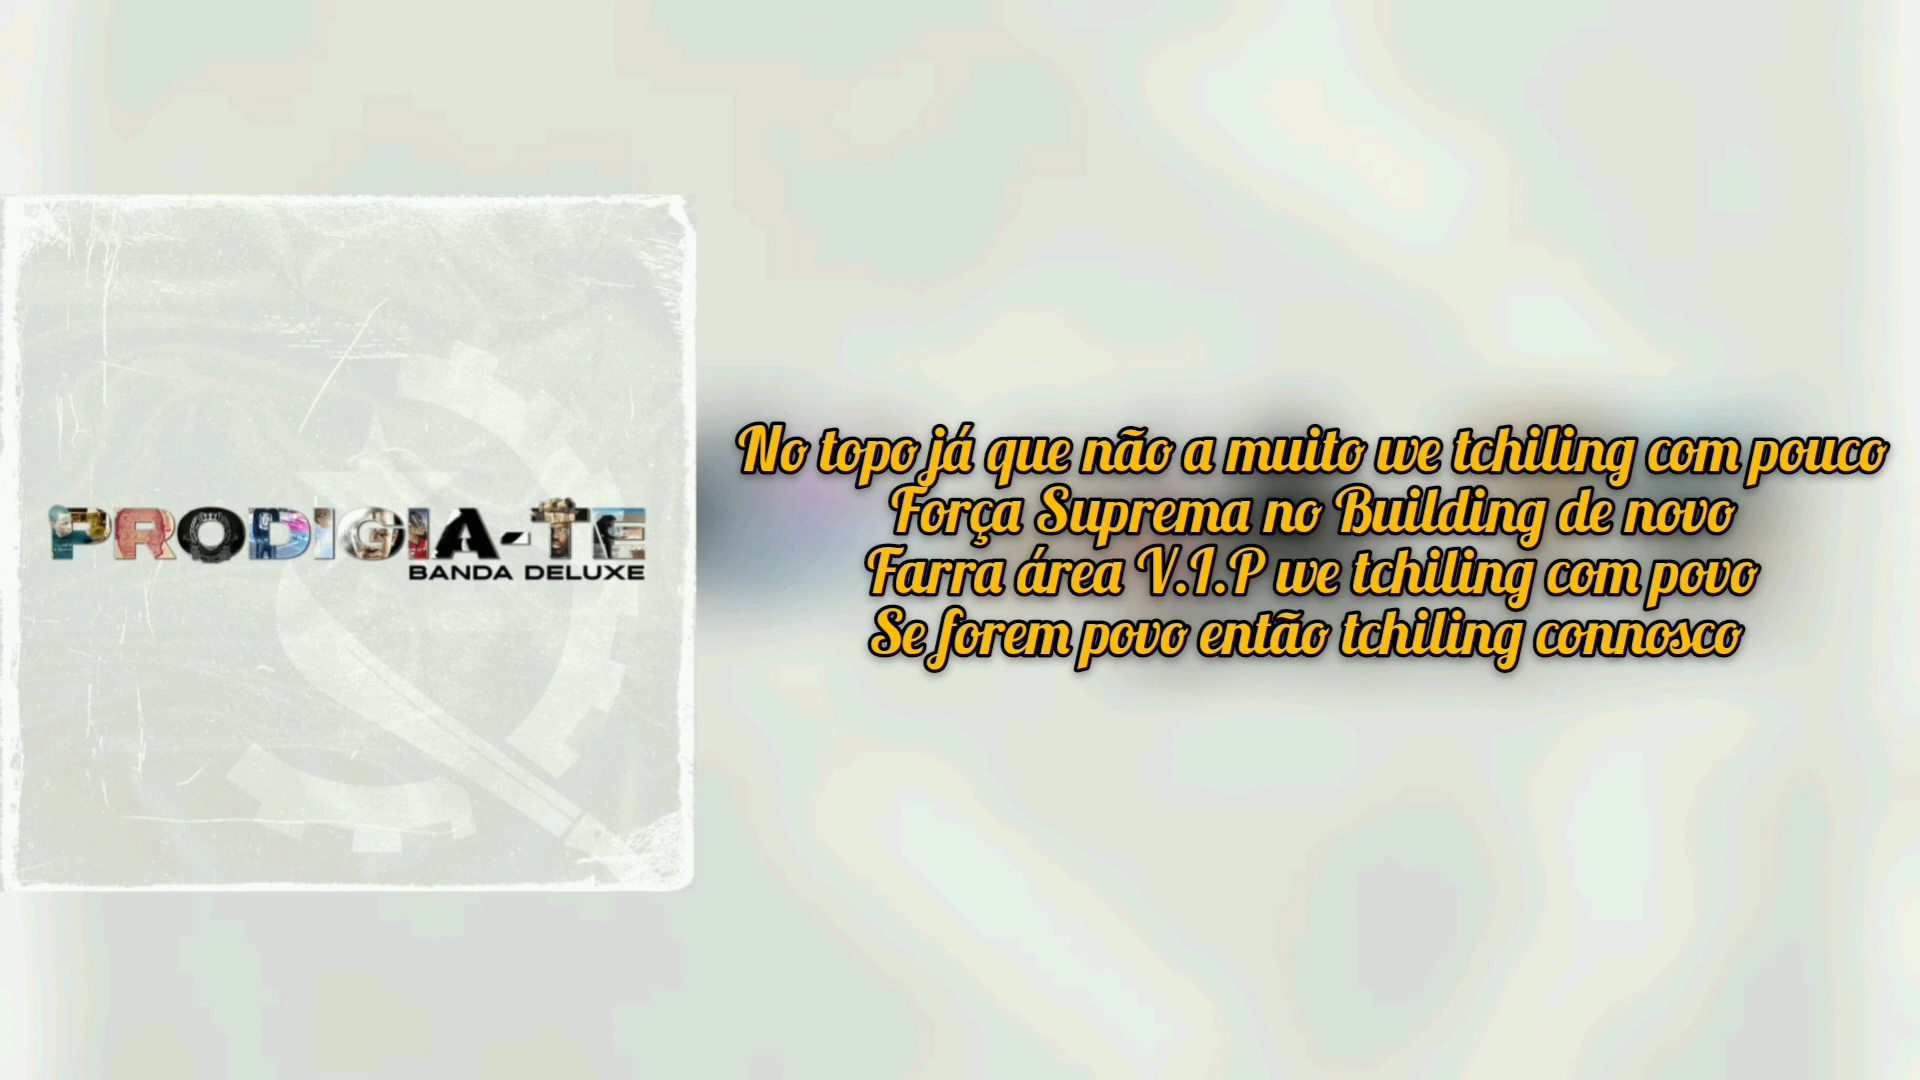 PRODIGIA-TE
BANDA DELUXE
No topo já que não a muito we tchiling com pouco
Força Suprema no Building de novo
Farra área V.I.P we tchiling com povo
Se forem povo então tchiling connosco